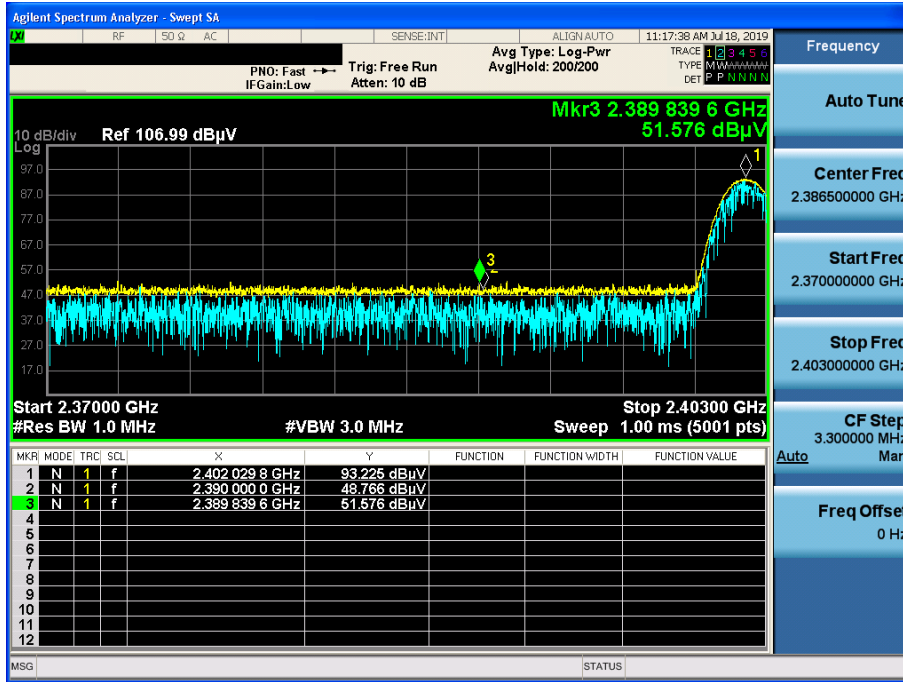 Agilent Spectrum Analyzer - Swept SA
LXI RF 50 Ω AC SENSE:INT ALIGN AUTO 11:17:38 AM Jul 18, 2019
PNO: Fast
IFGain:Low
Trig: Free Run
Atten: 10 dB
Avg Type: Log-Pwr
Avg|Hold: 200/200
TRACE 1 2 3 4 5 6
TYPE M W
DET P P N N N N
Frequency
Mkr3 2.389 839 6 GHz
51.576 dBµV
10 dB/div Ref 106.99 dBµV
Log
97.0
87.0
77.0
67.0
57.0
47.0
37.0
27.0
17.0
1
3
2
Start 2.37000 GHz Stop 2.40300 GHz
#Res BW 1.0 MHz #VBW 3.0 MHz Sweep 1.00 ms (5001 pts)
MKR MODE TRC SCL X Y FUNCTION FUNCTION WIDTH FUNCTION VALUE
1 N 1 f 2.402 029 8 GHz 93.225 dBµV
2 N 1 f 2.390 000 0 GHz 48.766 dBµV
3 N 1 f 2.389 839 6 GHz 51.576 dBµV
4
5
6
7
8
9
10
11
12
MSG STATUS
Auto Tune
Center Freq
2.386500000 GHz
Start Freq
2.370000000 GHz
Stop Freq
2.403000000 GHz
CF Step
3.300000 MHz
Auto Man
Freq Offset
0 Hz